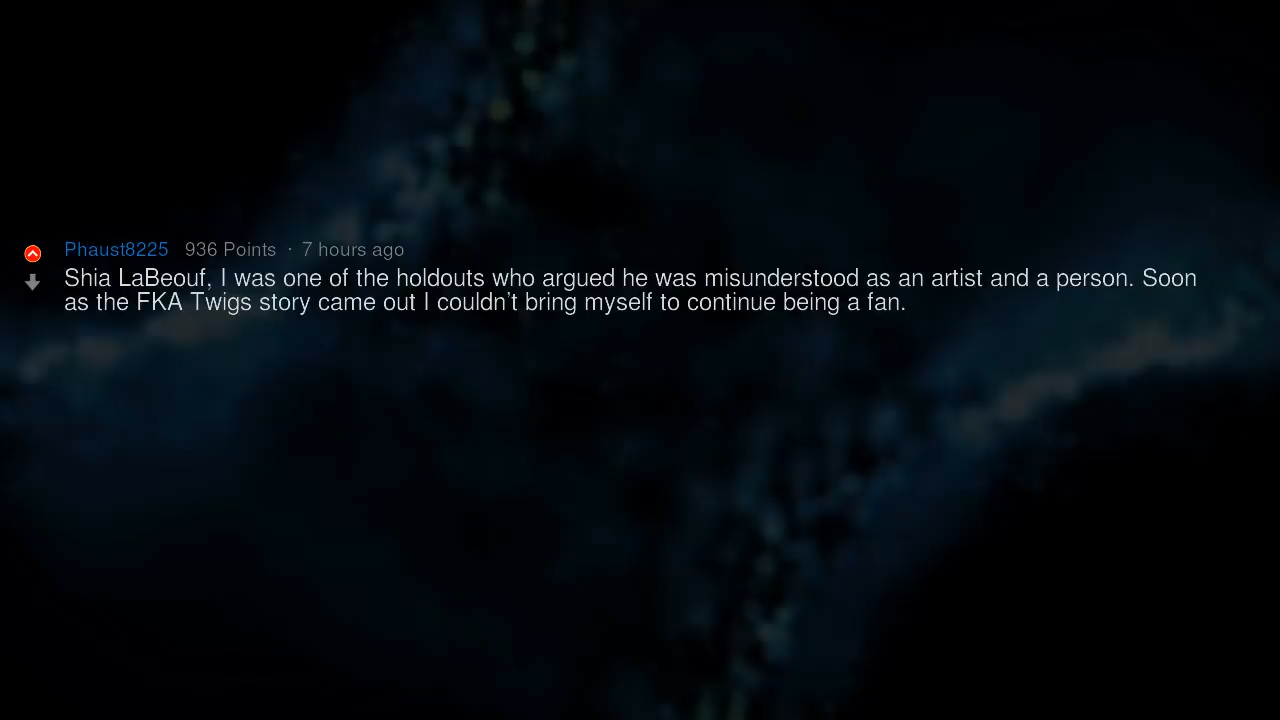 Phaust8225 936 Points · 7 hours ago
Shia LaBeouf, I was one of the holdouts who argued he was misunderstood as an artist and a person. Soon
as the FKA Twigs story came out I couldn't bring myself to continue being a fan.